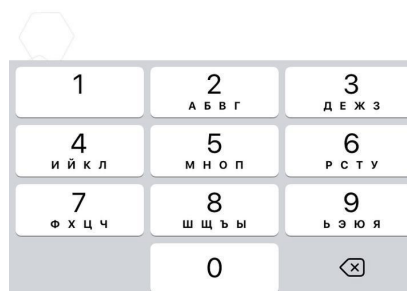 1 2 3
А Б В Г Д Е Ж З
4 5 6
И Й К Л М Н О П Р С Т У
7 8 9
Ф Х Ц Ч Ш Щ Ъ Ы Ь Э Ю Я
0